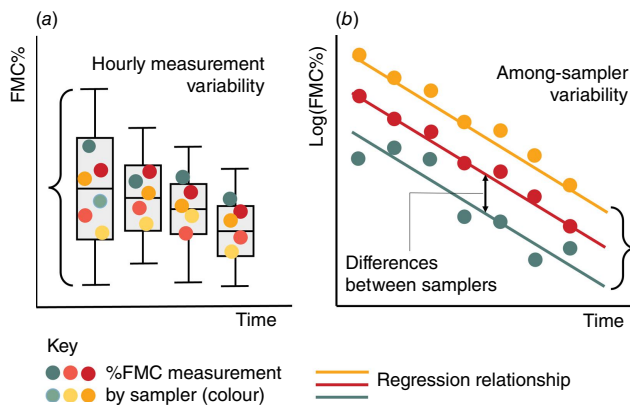 (a)
FMC%
Hourly measurement
variability
Time
(b)
Log(FMC%)
Among-sampler
variability
Differences
between samplers
Time
Key
%FMC measurement
by sampler (colour)
Regression relationship